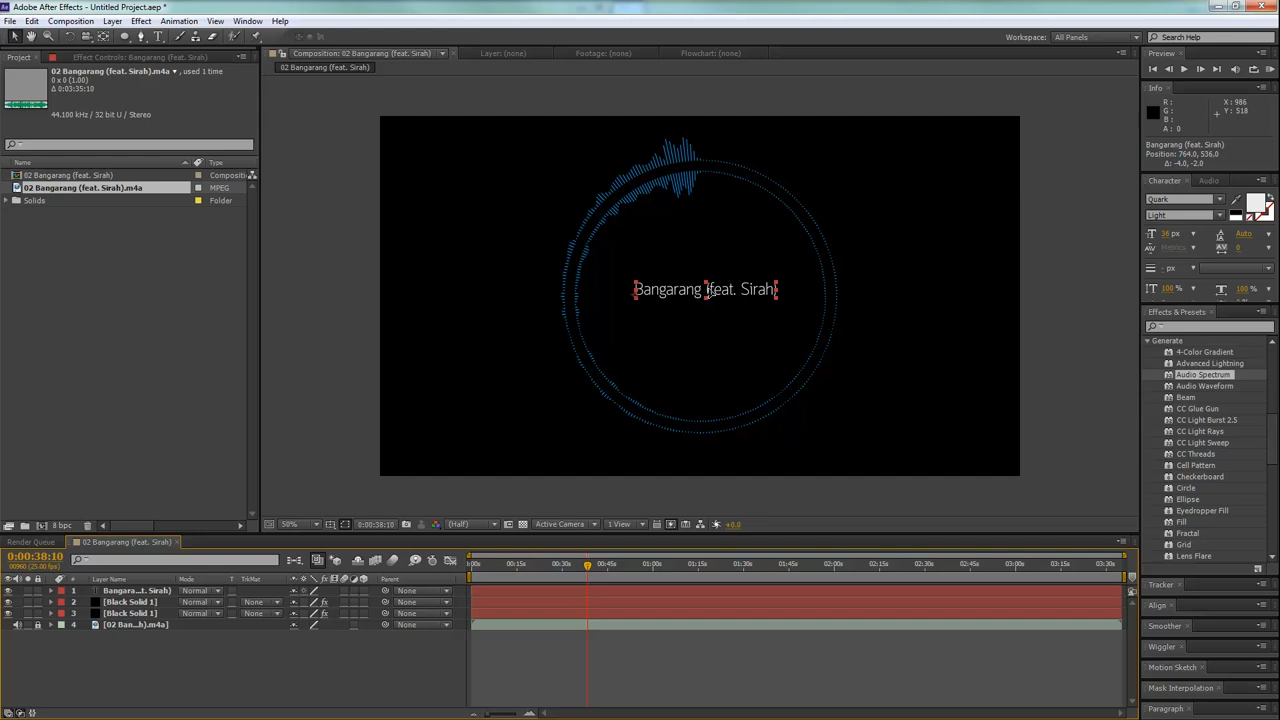 Adobe After Effects - Untitled Project.aep *
File Edit Composition Layer Effect Animation View Window Help
Workspace: All Panels Search Help
Project Effect Controls: Bangarang (feat. Sirah)
02 Bangarang (feat. Sirah).m4a , used 1 time
0 x 0 (1.00)
Δ 0:03:35:10
44.100 kHz / 32 bit U / Stereo
Name Type
02 Bangarang (feat. Sirah) Compositi
02 Bangarang (feat. Sirah).m4a MPEG
Solids Folder
8 bpc
Composition: 02 Bangarang (feat. Sirah) Layer: (none) Footage: (none) Flowchart: (none)
02 Bangarang (feat. Sirah)
Bangarang (feat. Sirah)
50% 0:00:38:10 (Half) Active Camera 1 View +0.0
Preview
Info
R :
G :
B :
A : 0
X : 986
Y : 518
Bangarang (feat. Sirah)
Position: 764.0, 536.0
Δ: -4.0, -2.0
Character Audio
Quark
Light
36 px Auto
Metrics 0
- px
100 % 100 %
Effects & Presets
Generate
4-Color Gradient
Advanced Lightning
Audio Spectrum
Audio Waveform
Beam
CC Glue Gun
CC Light Burst 2.5
CC Light Rays
CC Light Sweep
CC Threads
Cell Pattern
Checkerboard
Circle
Ellipse
Eyedropper Fill
Fill
Fractal
Grid
Lens Flare
Tracker
Align
Smoother
Wiggler
Motion Sketch
Mask Interpolation
Paragraph
Render Queue 02 Bangarang (feat. Sirah)
0:00:38:10
00960 (25.00 fps)
:00s 00:15s 00:30s 00:45s 01:00s 01:15s 01:30s 01:45s 02:00s 02:15s 02:30s 02:45s 03:00s 03:15s 03:30s
# Layer Name Mode T TrkMat Parent
1 Bangara...t. Sirah) Normal None
2 [Black Solid 1] Normal None None
3 [Black Solid 1] Normal None None
4 [02 Ban...h).m4a] None